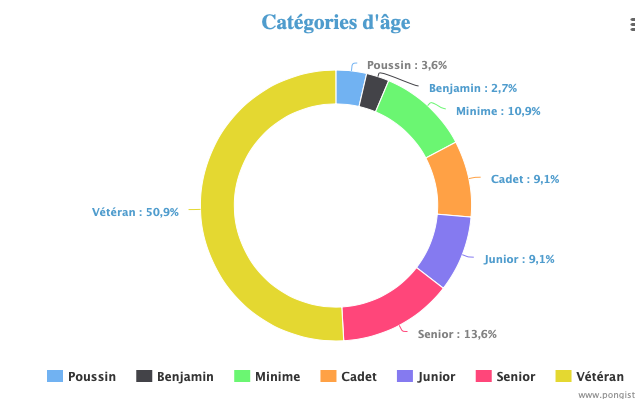 Catégories d'âge
Poussin : 3,6%
Benjamin : 2,7%
Minime : 10,9%
Cadet : 9,1%
Vétéran : 50,9%
Junior : 9,1%
Senior : 13,6%
Poussin Benjamin Minime Cadet Junior Senior Vétéran
www.pongist